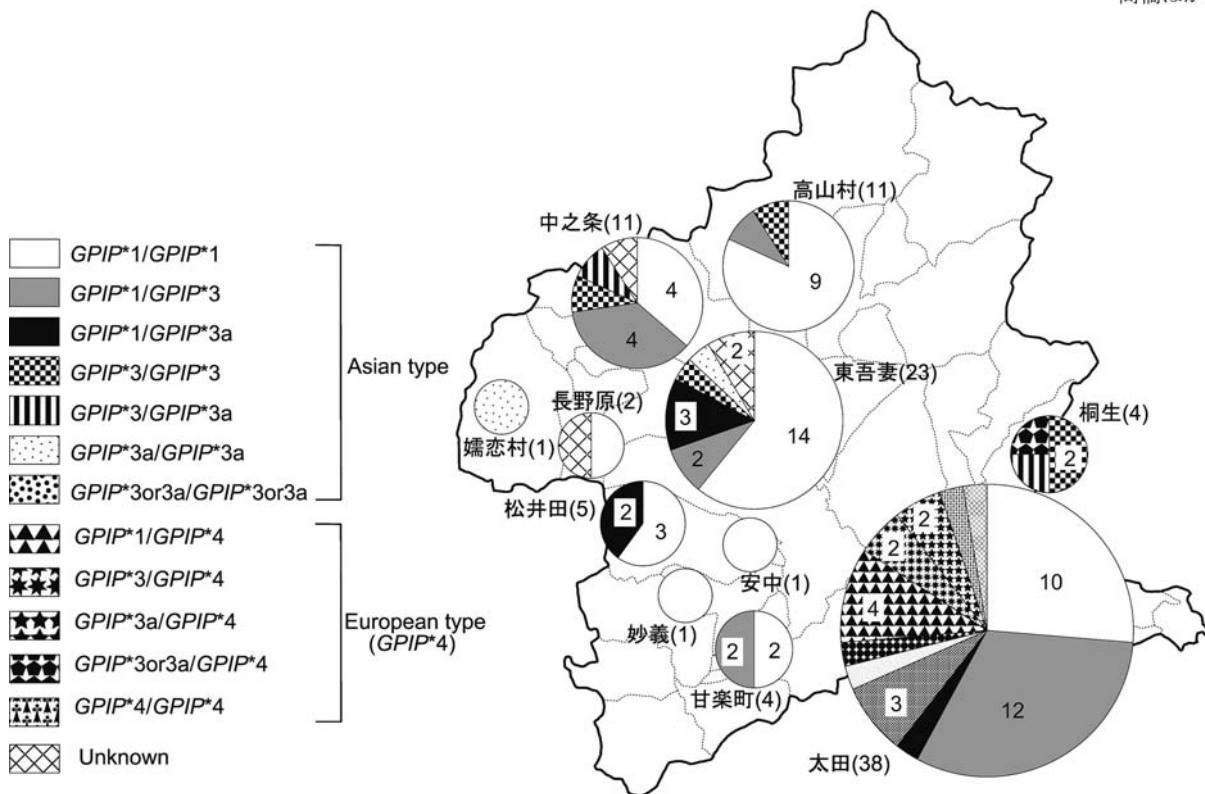 GPIP*1/GPIP*1
GPIP*1/GPIP*3
GPIP*1/GPIP*3a
GPIP*3/GPIP*3
GPIP*3/GPIP*3a
GPIP*3a/GPIP*3a
GPIP*3or3a/GPIP*3or3a
Asian type
GPIP*1/GPIP*4
GPIP*3/GPIP*4
GPIP*3a/GPIP*4
GPIP*3or3a/GPIP*4
GPIP*4/GPIP*4
European type
(GPIP*4)
Unknown
高山村(11)
9
中之条(11)
4
4
東吾妻(23)
2
3
2
14
長野原(2)
嬬恋村(1)
桐生(4)
2
松井田(5)
2
3
安中(1)
妙義(1)
2
2
甘楽町(4)
2
2
4
3
10
12
太田(38)